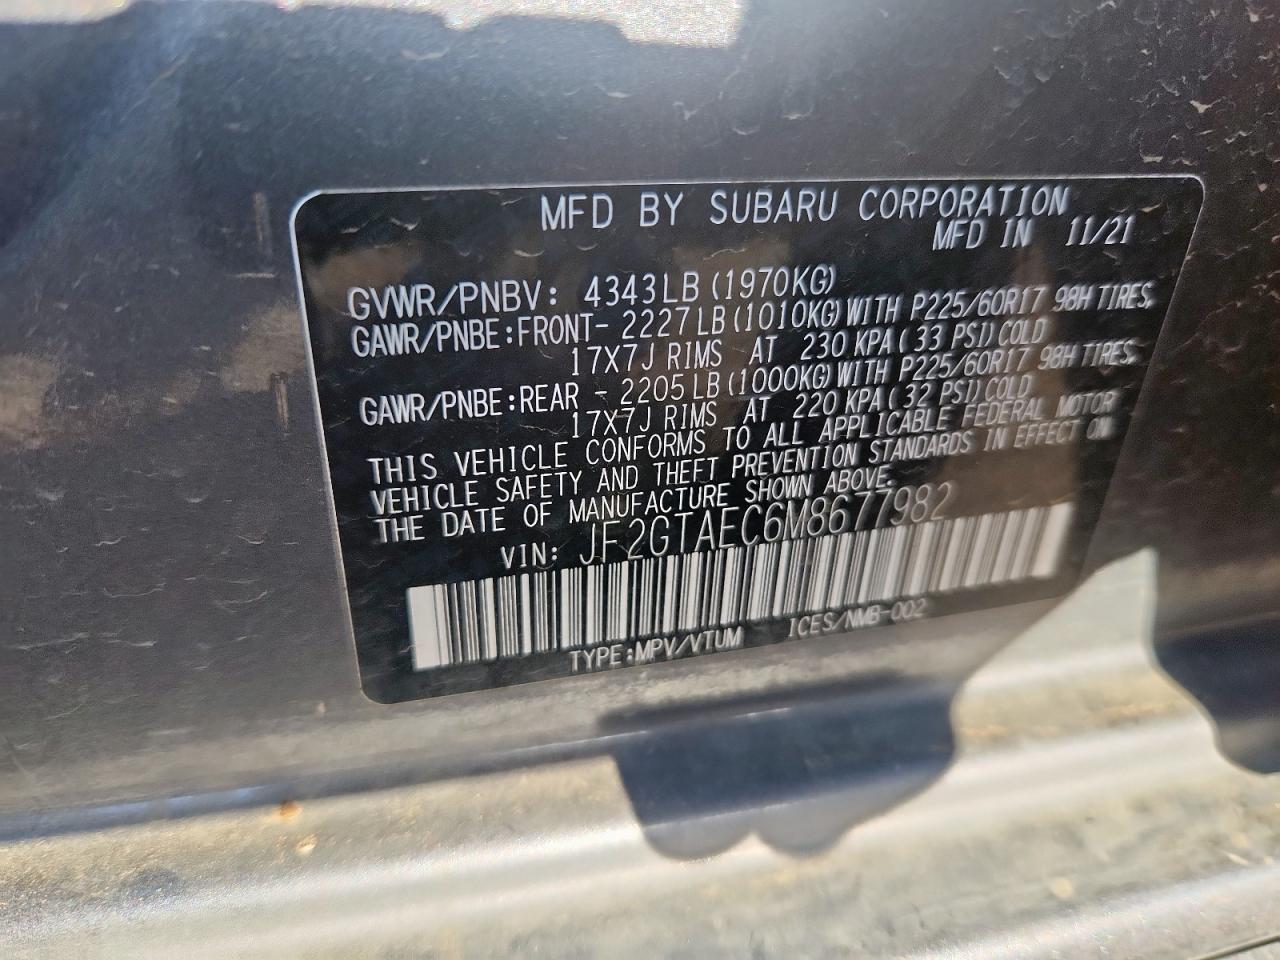 MFD BY SUBARU CORPORATION
MFD IN 11/21
GVWR/PNBV: 4343LB (1970KG)
GAWR/PNBE:FRONT- 2227LB(1010KG)WITH P225/60R17 98H TIRES,
17X7J RIMS AT 230 KPA(33 PSI)COLD
GAWR/PNBE:REAR - 2205LB(1000KG)WITH P225/60R17 98H TIRES,
17X7J RIMS AT 220 KPA(32 PSI)COLD
THIS VEHICLE CONFORMS TO ALL APPLICABLE FEDERAL MOTOR
VEHICLE SAFETY AND THEFT PREVENTION STANDARDS IN EFFECT ON
THE DATE OF MANUFACTURE SHOWN ABOVE.
VIN: JF2GTAEC6M8677982
TYPE:MPV/VTUM ICES/NMB-002